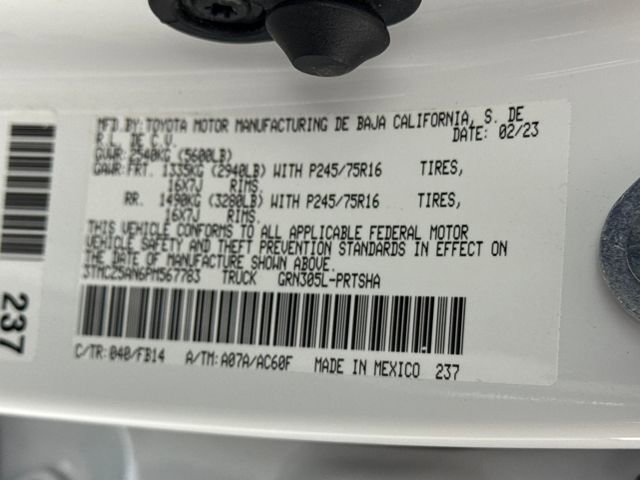 MFD.BY:TOYOTA MOTOR MANUFACTURING DE BAJA CALIFORNIA, S. DE
R.L. DE C.V. DATE: 02/23
GVWR:2540KG (5600LB)
GAWR:FRT. 1335KG (2940LB) WITH P245/75R16 TIRES,
16X7J RIMS.
RR. 1490KG (3280LB) WITH P245/75R16 TIRES,
16X7J RIMS.
THIS VEHICLE CONFORMS TO ALL APPLICABLE FEDERAL MOTOR
VEHICLE SAFETY AND THEFT PREVENTION STANDARDS IN EFFECT ON
THE DATE OF MANUFACTURE SHOWN ABOVE.
3TMCZ5AN6PM567783 TRUCK GRN305L-PRTSHA
C/TR:040/FB14 A/TM:A07A/AC60F MADE IN MEXICO 237
237